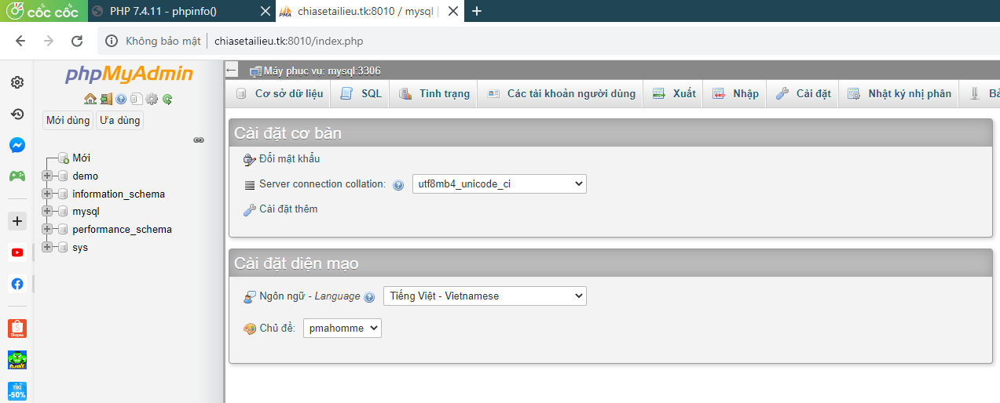 cốc cốc
PHP 7.4.11 - phpinfo()
chiasetailieu.tk:8010 / mysql |
Không bảo mật
chiasetailieu.tk:8010/index.php
phpMyAdmin
Mới dùng
Ưa dùng
Mới
demo
information_schema
mysql
performance_schema
sys
Shopee
TIKI
-50%
Máy phục vụ: mysql:3306
Cơ sở dữ liệu
SQL
Tình trạng
Các tài khoản người dùng
Xuất
Nhập
Cài đặt
Nhật ký nhị phân
Cài đặt cơ bản
Đổi mật khẩu
Server connection collation:
utf8mb4_unicode_ci
Cài đặt thêm
Cài đặt diện mạo
Ngôn ngữ - Language
Tiếng Việt - Vietnamese
Chủ đề:
pmahomme